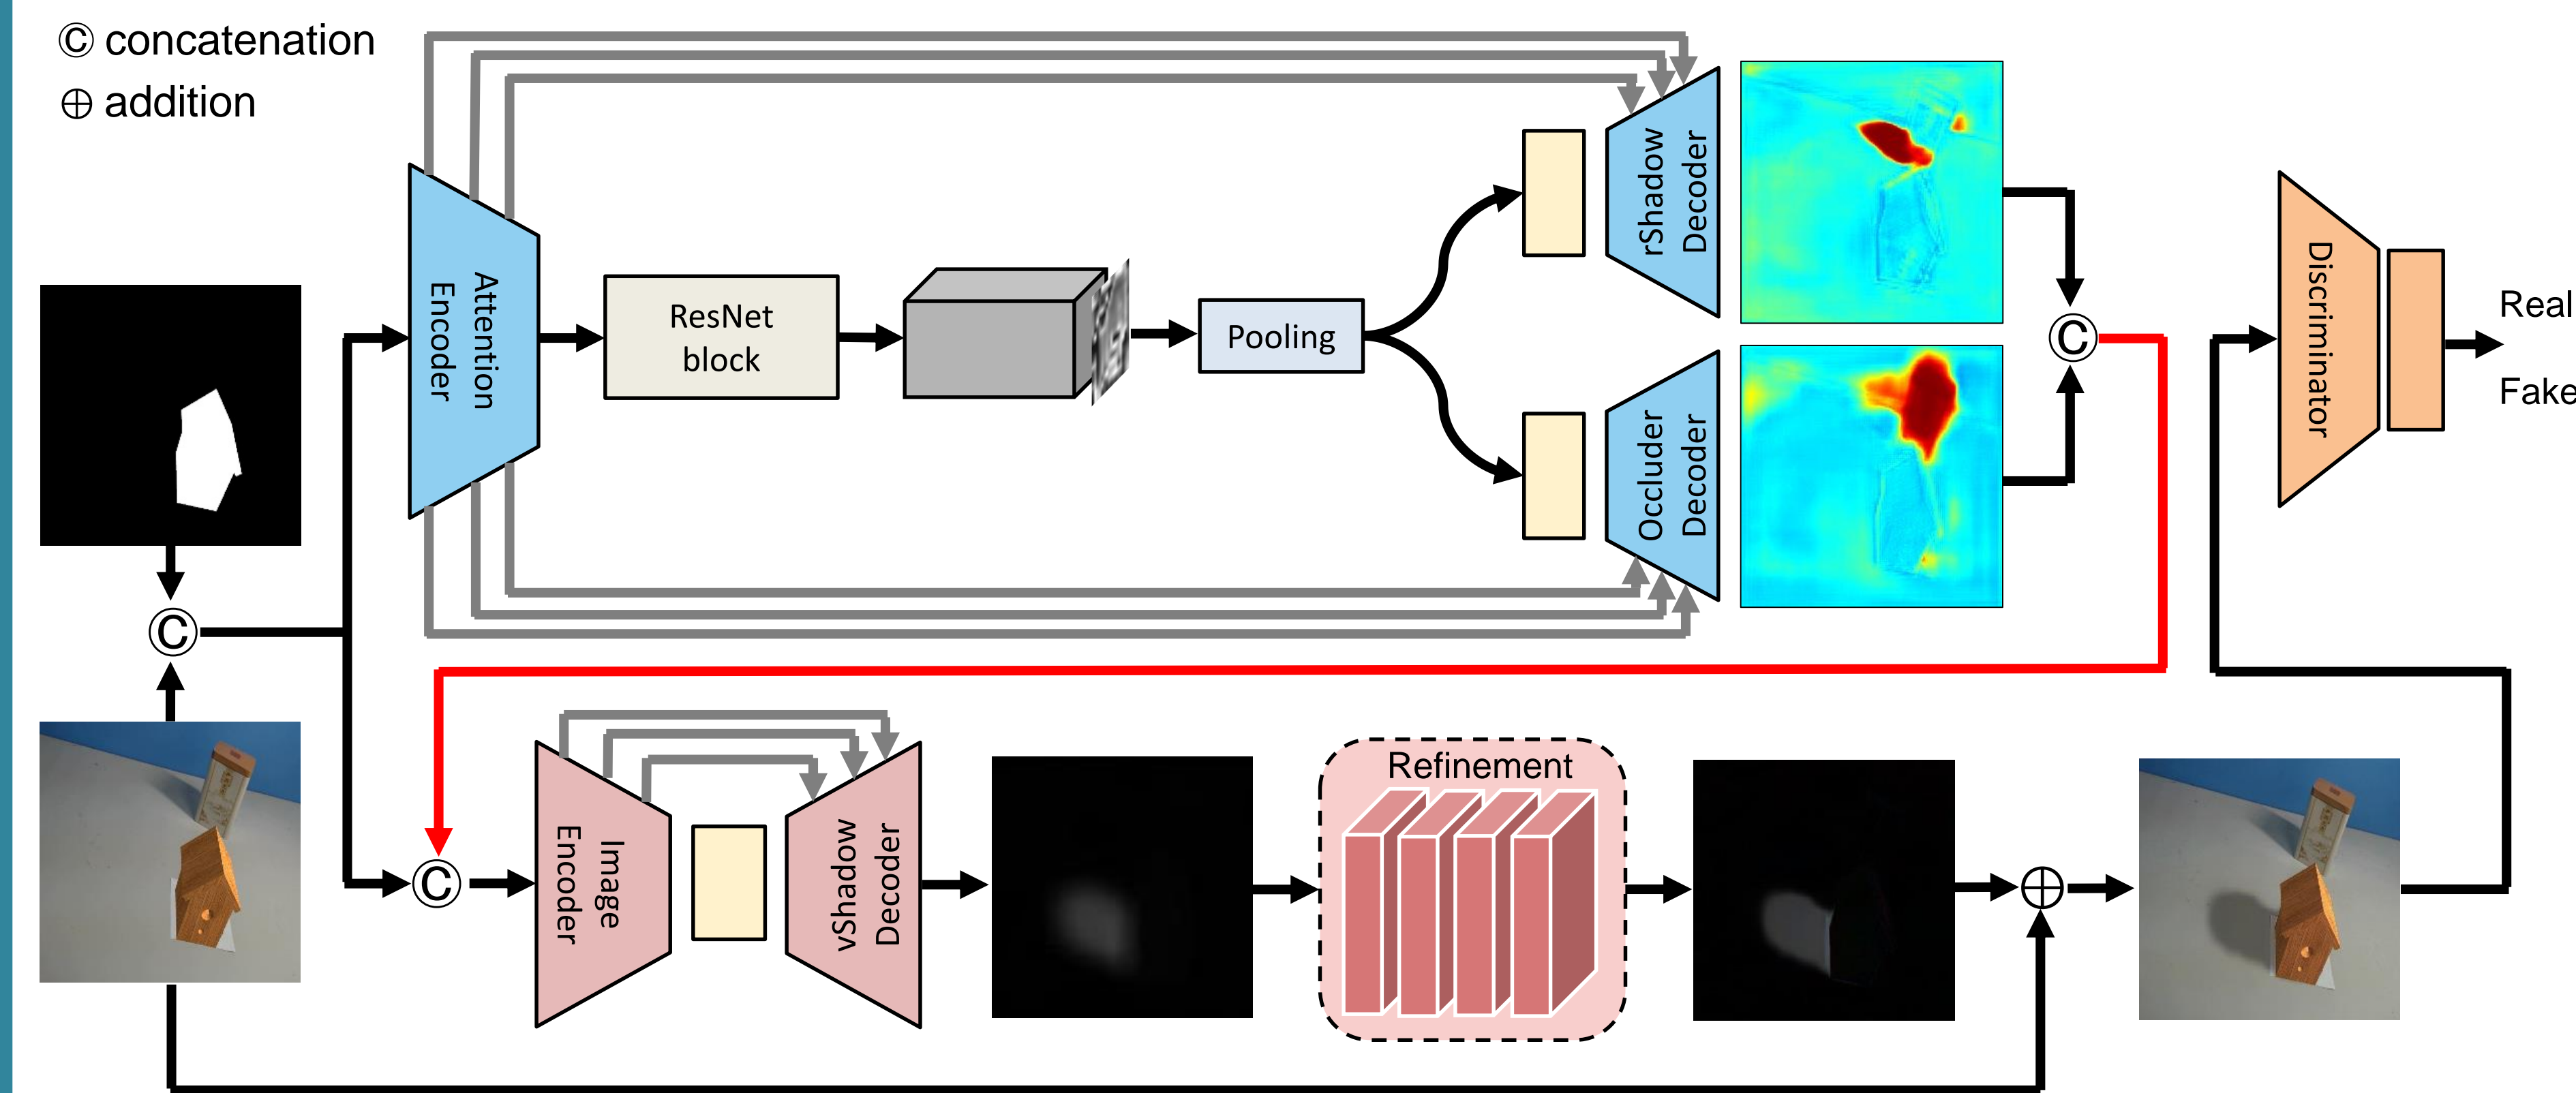 © concatenation
⊕ addition
Attention
Encoder
ResNet
block
Pooling
rShadow
Decoder
Occluder
Decoder
©
Discriminator
Real
Fake
©
©
Image
Encoder
vShadow
Decoder
Refinement
⊕